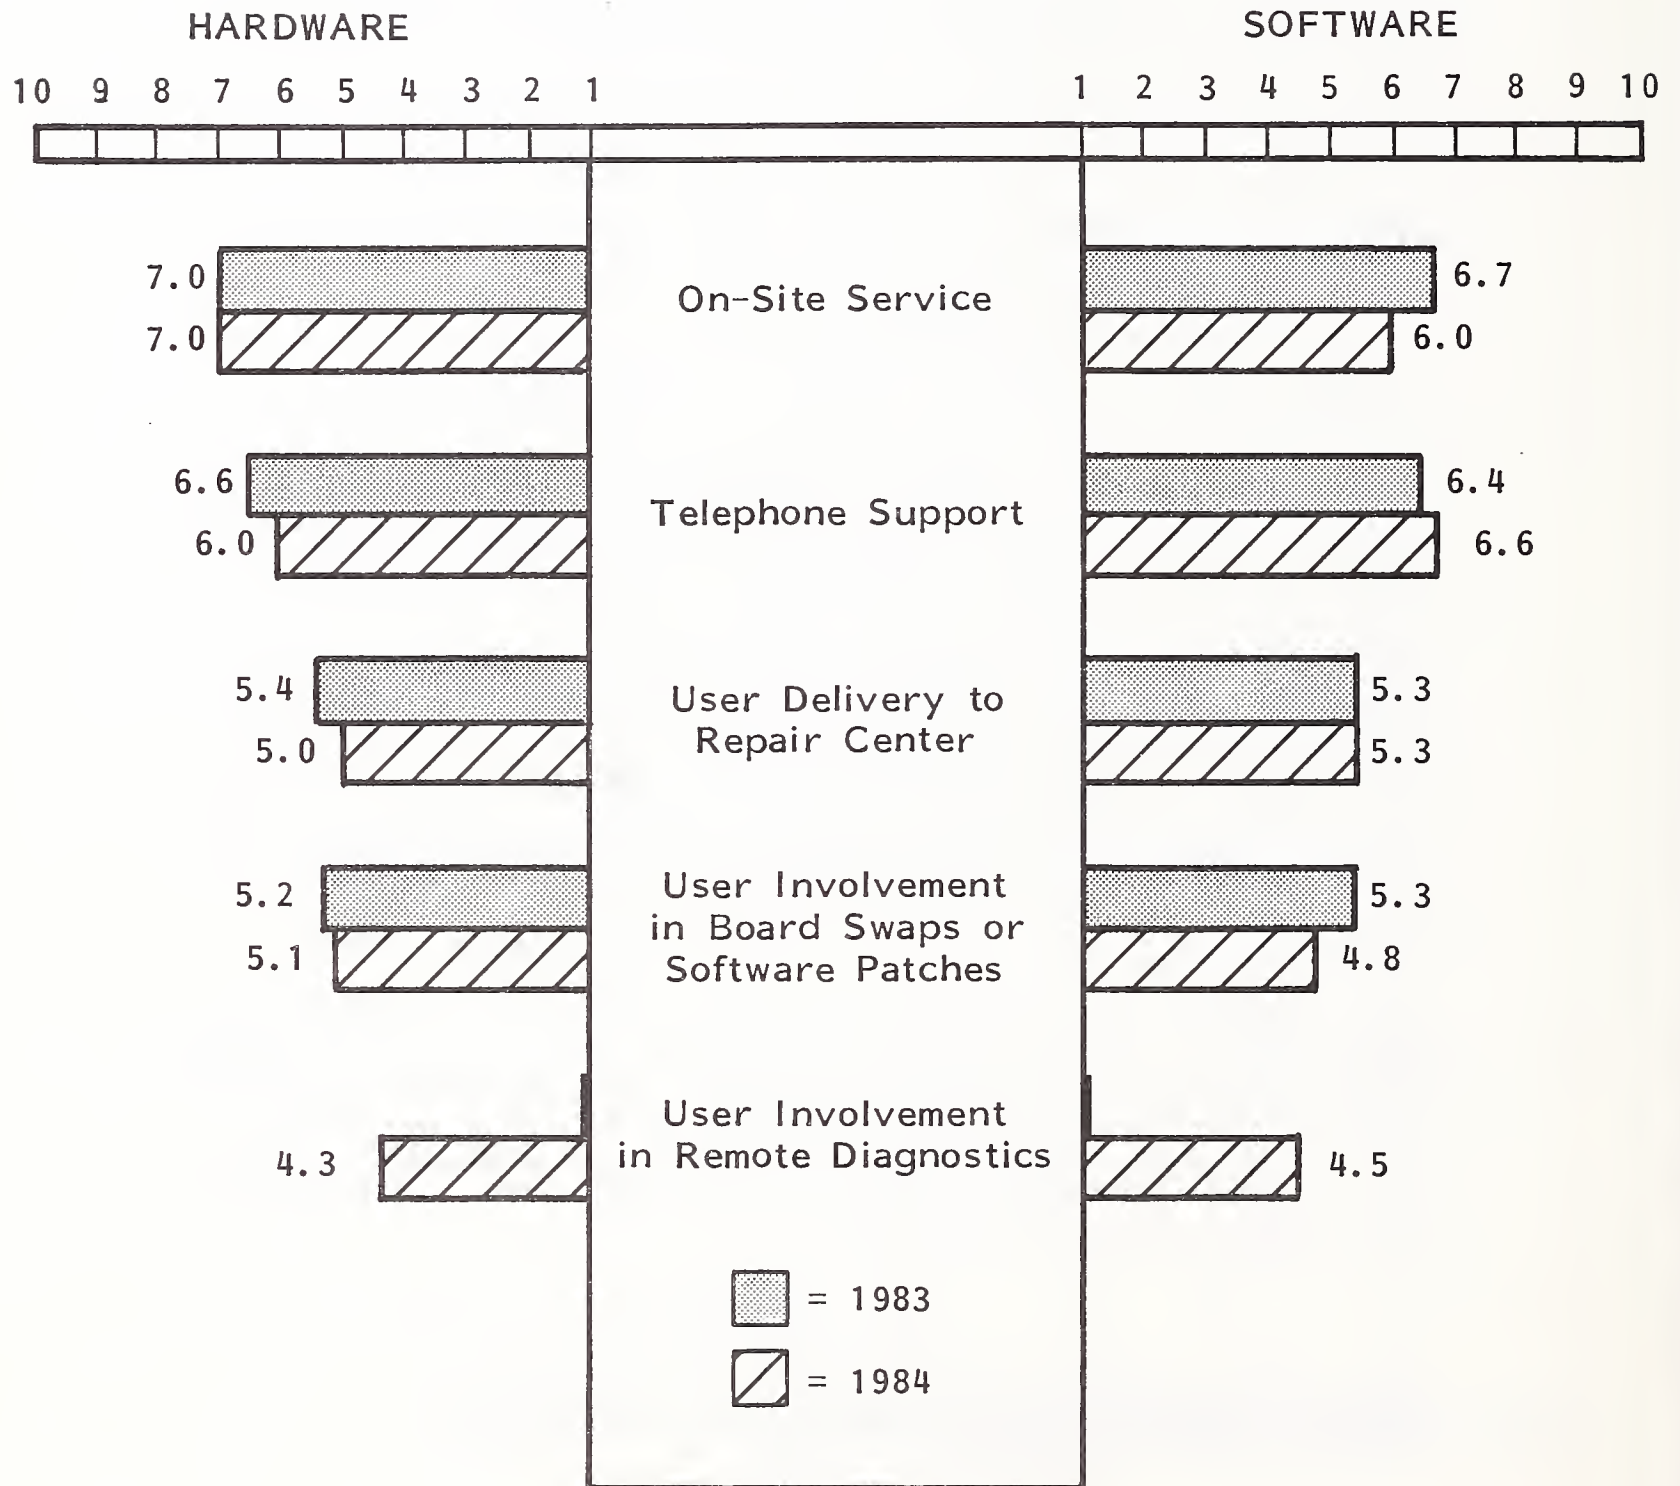 HARDWARE SOFTWARE
10 9 8 7 6 5 4 3 2 1 1 2 3 4 5 6 7 8 9 10
7.0 6.7
On-Site Service
7.0 6.0
6.6 6.4
Telephone Support
6.0 6.6
5.4 5.3
User Delivery to
Repair Center
5.0 5.3
5.2 5.3
User Involvement
in Board Swaps or
Software Patches
5.1 4.8
User Involvement
in Remote Diagnostics
4.3 4.5
= 1983
= 1984